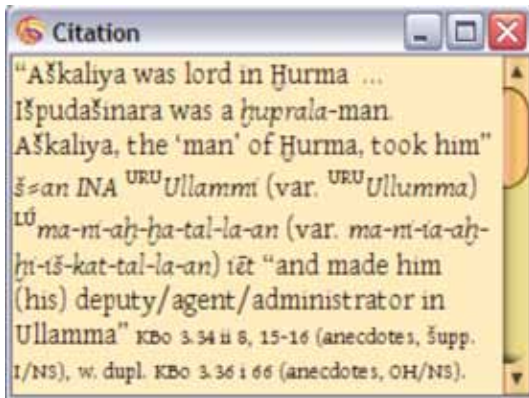 Citation
“Aškaliya was lord in Ḫurma ...
Išpudašinara was a ḫuprala-man.
Aškaliya, the ‘man’ of Ḫurma, took him”
š⸗an INA URUUllammi (var. URUUllumma)
LÚma-ni-aḫ-ḫa-tal-la-an (var. ma-ni-ia-aḫ-
ḫi-iš-kat-tal-la-an) iēt “and made him
(his) deputy/agent/administrator in
Ullamma” KBo 3.34 ii 8, 15-16 (anecdotes, Šupp.
I/NS), w. dupl. KBo 3.36 i 66 (anecdotes, OH/NS).